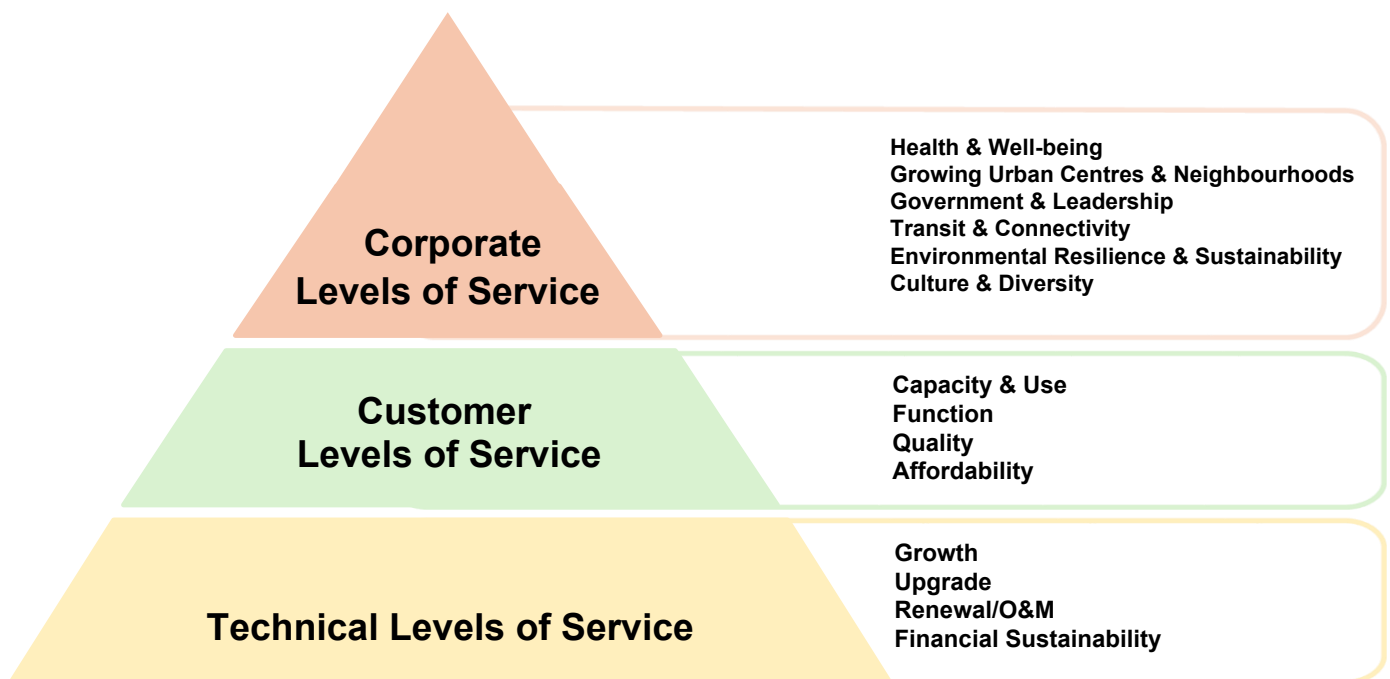 Corporate
Levels of Service
Health & Well-being
Growing Urban Centres & Neighbourhoods
Government & Leadership
Transit & Connectivity
Environmental Resilience & Sustainability
Culture & Diversity
Customer
Levels of Service
Capacity & Use
Function
Quality
Affordability
Technical Levels of Service
Growth
Upgrade
Renewal/O&M
Financial Sustainability